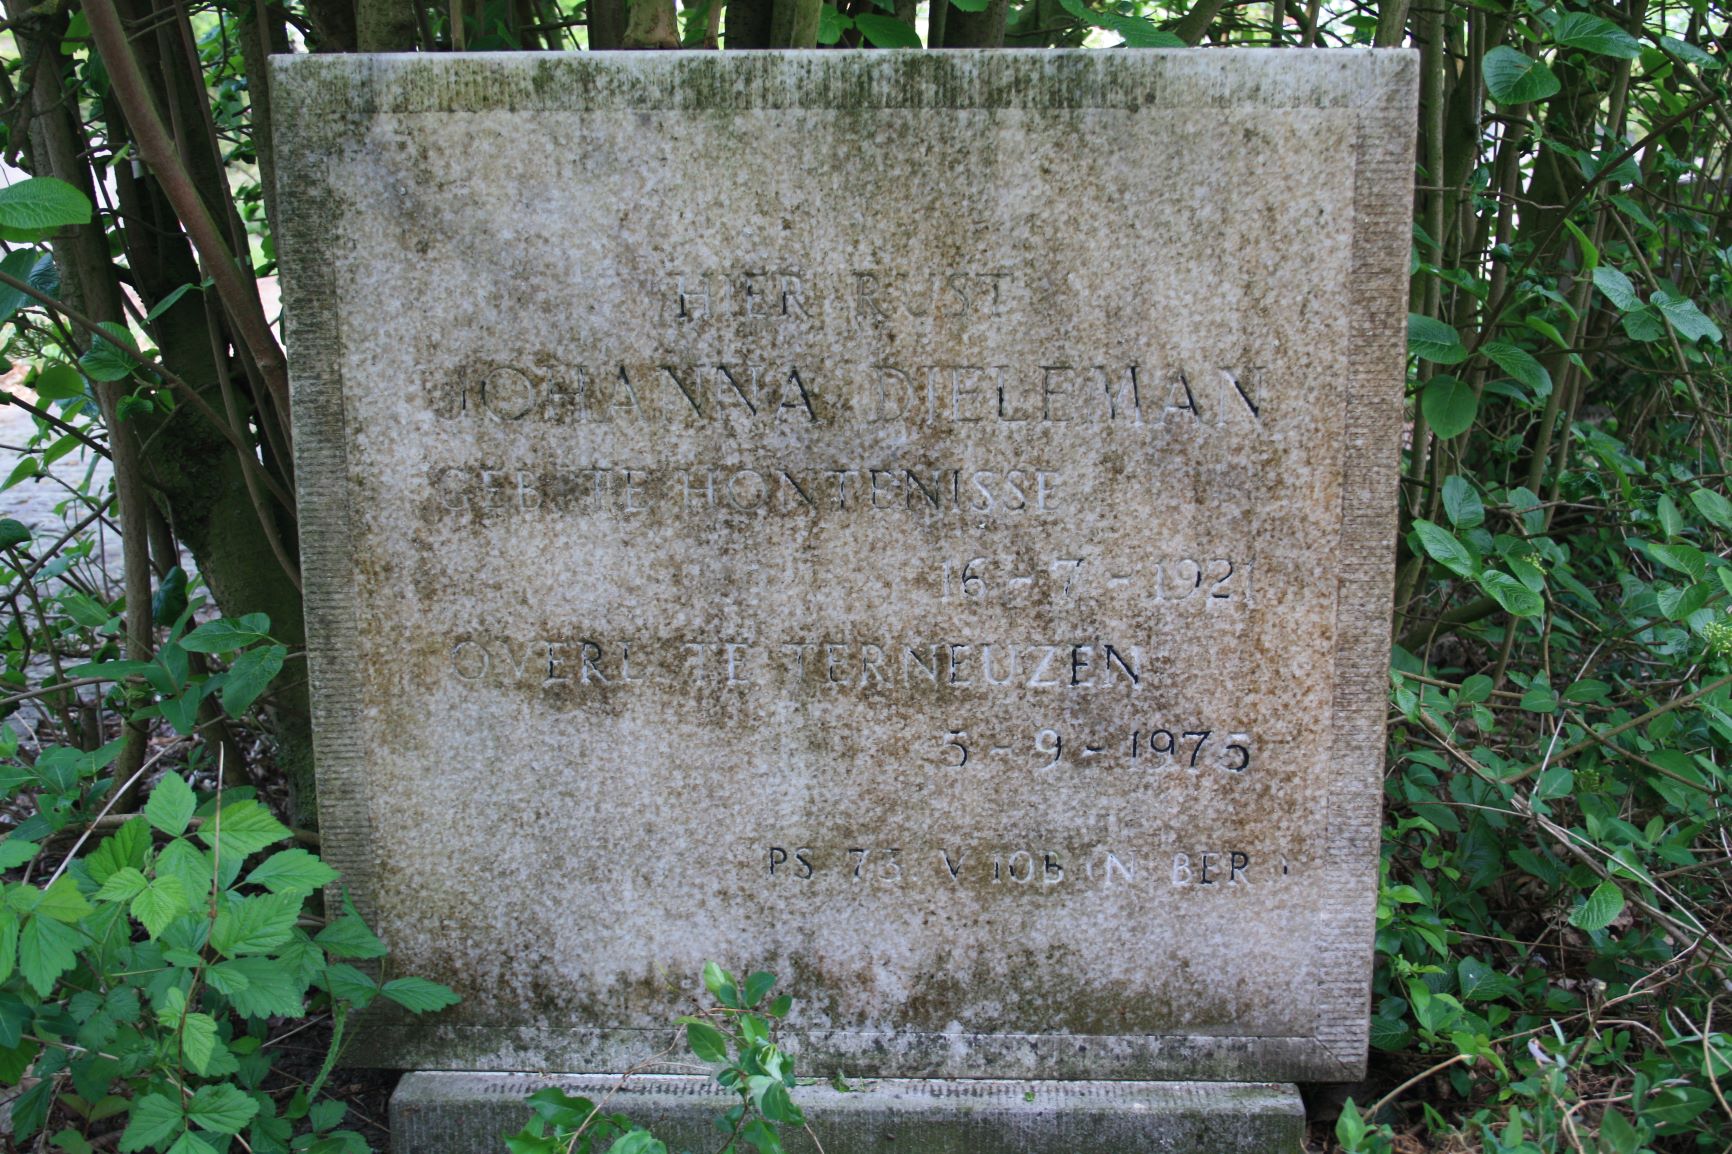 HIER RUST
JOHANNA DIELEMAN
GEB. TE HONTENISSE
16-7-1921
OVERL. TE TERNEUZEN
5-9-1975
PS 73. V 10B (N. BER.)